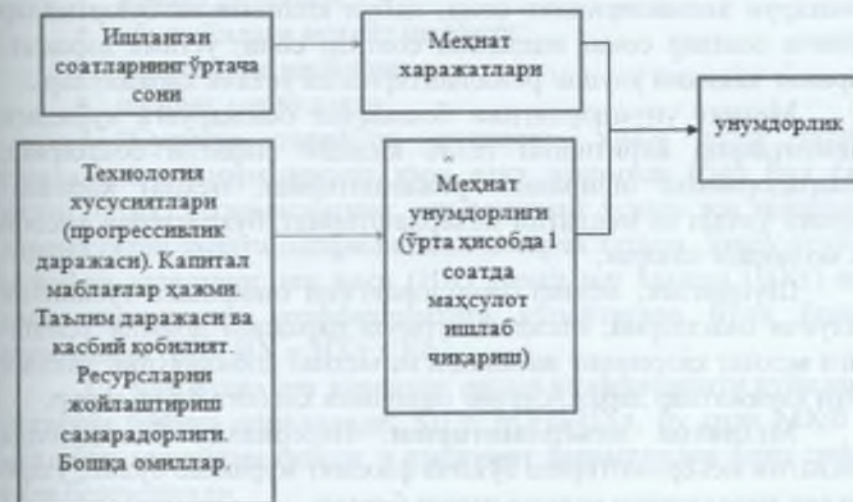 Ишланган
соатларнинг ўртача
сони
Меҳнат
харажатлари
унумдорлик
Технология
хусусиятлари
(прогрессивлик
даражаси). Капитал
маблағлар ҳажми.
Таълим даражаси ва
касбий қобилият.
Ресурсларни
жойлаштириш
самарадорлиги.
Бошқа омиллар.
Меҳнат
унумдорлиги
(ўрта ҳисобда 1
соатда
маҳсулот
ишлаб
чиқариш)